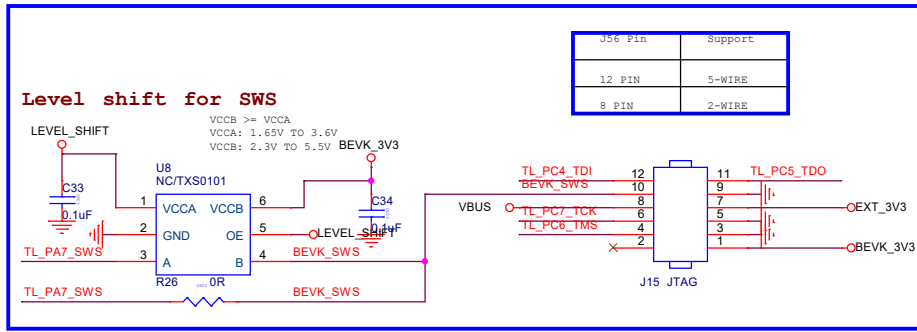 J56 Pin Support
12 PIN 5-WIRE
8 PIN 2-WIRE
Level shift for SWS
VCCB >= VCCA
VCCA: 1.65V TO 3.6V
VCCB: 2.3V TO 5.5V
LEVEL_SHIFT
BEVK_3V3
U8
NC/TXS0101
C33
0.1uF
1 VCCA VCCB 6
2 GND OE 5
3 A B 4
C34
0.1uF
LEVEL_SHIFT
TL_PA7_SWS
BEVK_SWS
R26 0R
TL_PA7_SWS
BEVK_SWS
TL_PC4_TDI 12 11 TL_PC5_TDO
BEVK_SWS 10 9
VBUS 8 7 EXT_3V3
TL_PC7_TCK 6 5
TL_PC6_TMS 4 3
2 1 BEVK_3V3
J15 JTAG